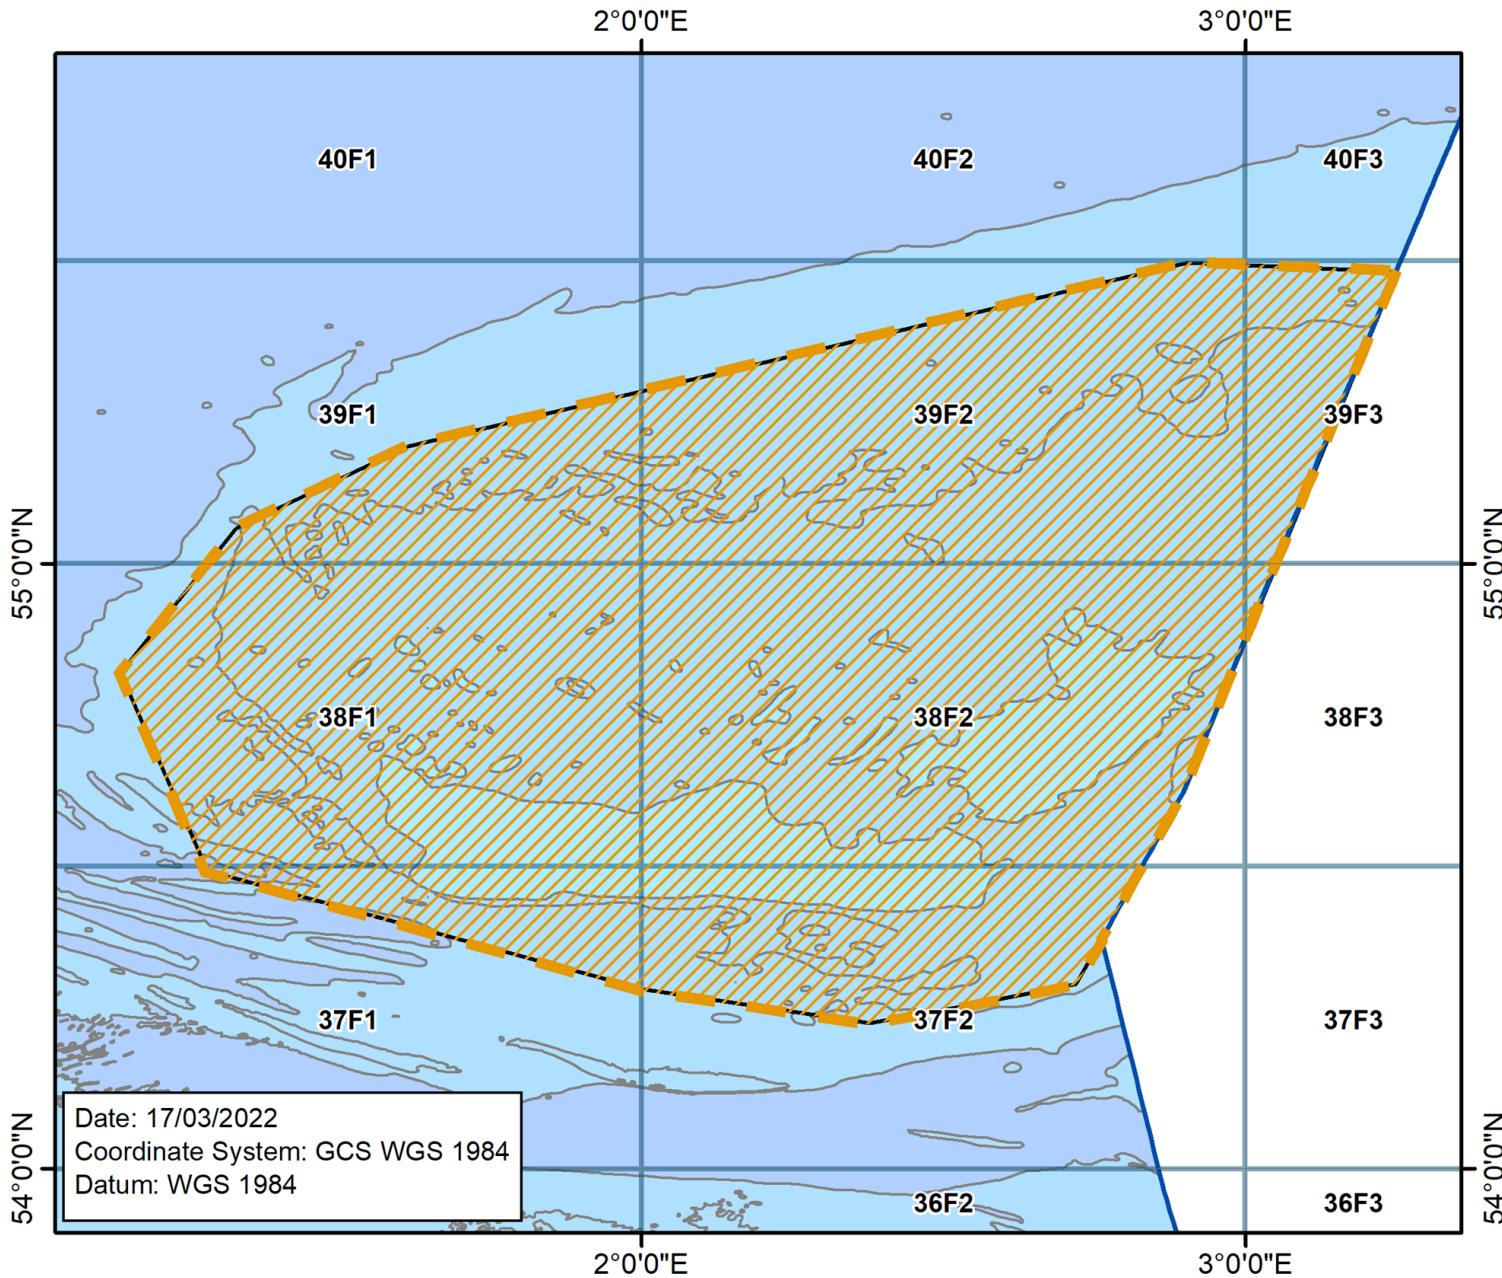 2°0'0"E 3°0'0"E
40F1 40F2 40F3
39F1 39F2 39F3
55°0'0"N 55°0'0"N
38F1 38F2 38F3
37F1 37F2 37F3
Date: 17/03/2022
Coordinate System: GCS WGS 1984
Datum: WGS 1984
54°0'0"N 54°0'0"N
36F2 36F3
2°0'0"E 3°0'0"E